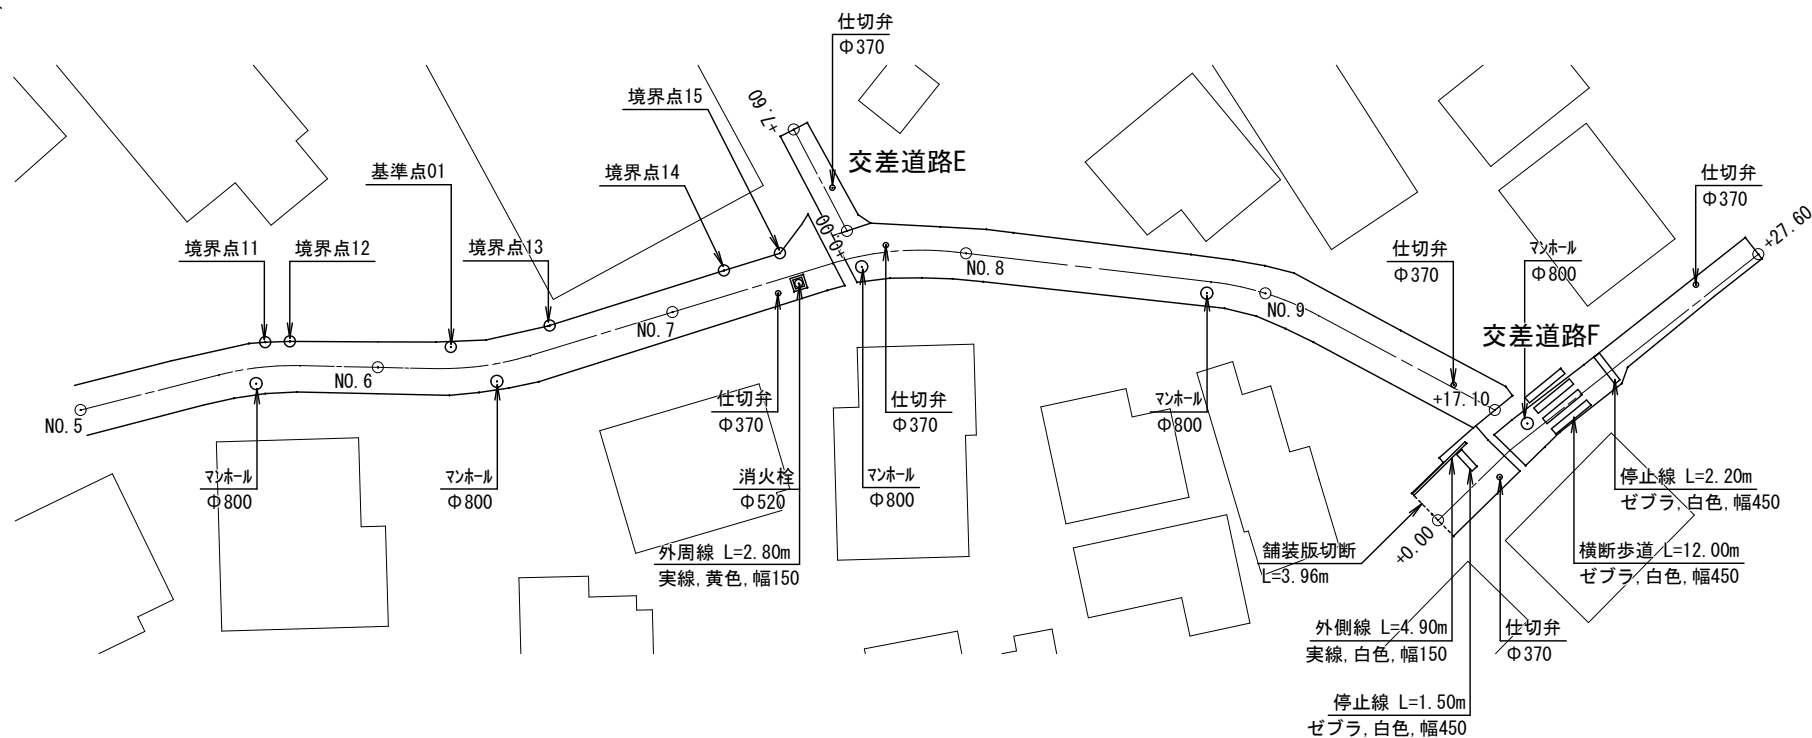 仕切弁
Φ370
境界点15
+7.60
交差道路E
境界点14
基準点01
仕切弁
Φ370
+27.60
境界点11
境界点12
境界点13
+0.00
仕切弁
Φ370
マンホール
Φ800
NO.8
NO.9
NO.7
交差道路F
NO.6
NO.5
+17.10
仕切弁
Φ370
仕切弁
Φ370
マンホール
Φ800
マンホール
Φ800
マンホール
Φ800
消火栓
Φ520
マンホール
Φ800
停止線 L=2.20m
ゼブラ,白色,幅450
外周線 L=2.80m
実線,黄色,幅150
舗装版切断
L=3.96m
+0.00
横断歩道 L=12.00m
ゼブラ,白色,幅450
外側線 L=4.90m
実線,白色,幅150
仕切弁
Φ370
停止線 L=1.50m
ゼブラ,白色,幅450